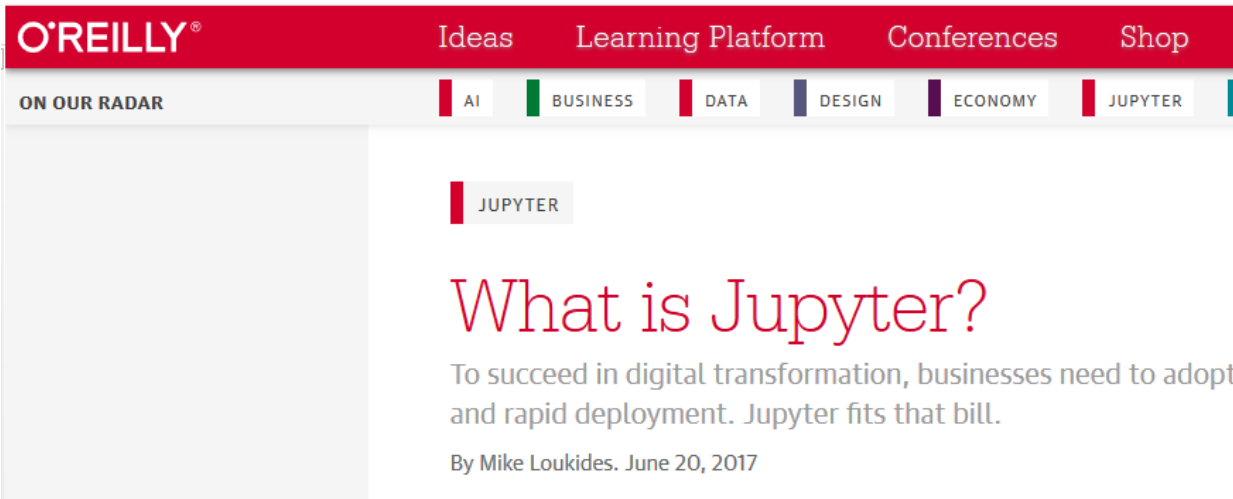 O'REILLY®
Ideas Learning Platform Conferences Shop
ON OUR RADAR
AI BUSINESS DATA DESIGN ECONOMY JUPYTER
JUPYTER
What is Jupyter?
To succeed in digital transformation, businesses need to adopt
and rapid deployment. Jupyter fits that bill.
By Mike Loukides. June 20, 2017